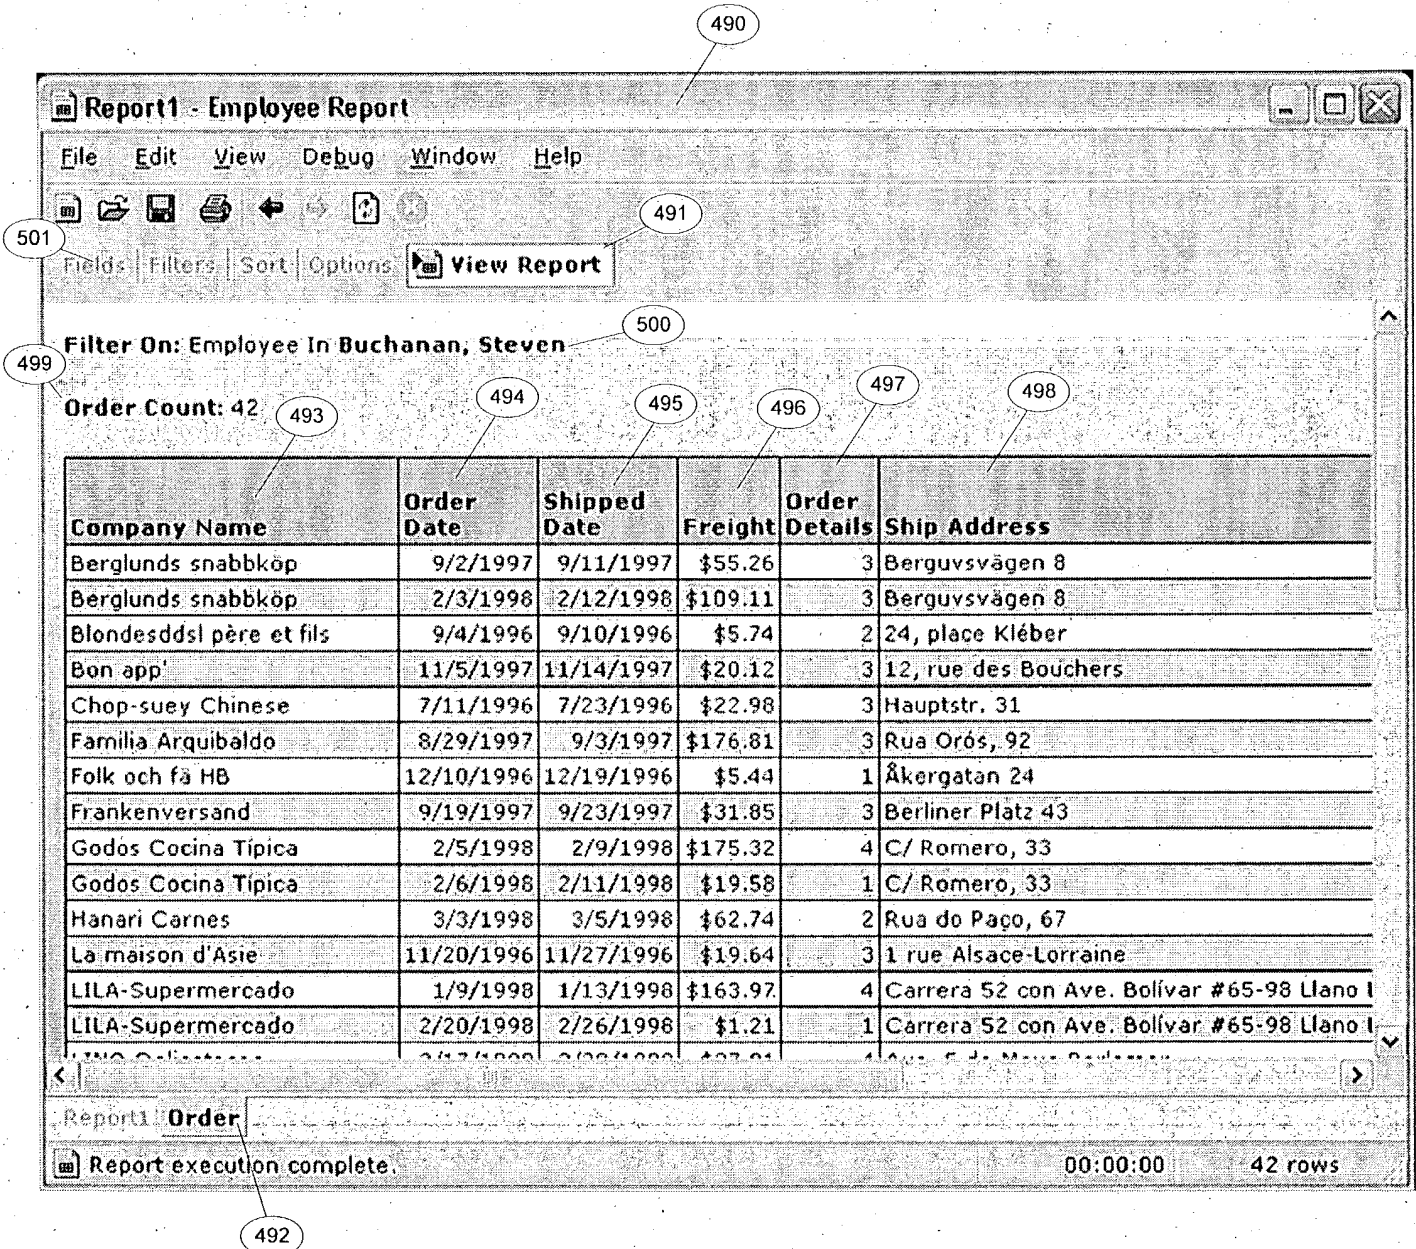 490
Report1 - Employee Report
File Edit View Debug Window Help
491
501
Fields Filters Sort Options View Report
500
Filter On: Employee In Buchanan, Steven
499
Order Count: 42
493 494 495 496 497 498
Company Name Order Date Shipped Date Freight Order Details Ship Address
Berglunds snabbköp 9/2/1997 9/11/1997 $55.26 3 Berguvsvägen 8
Berglunds snabbköp 2/3/1998 2/12/1998 $109.11 3 Berguvsvägen 8
Blondesddsl père et fils 9/4/1996 9/10/1996 $5.74 2 24, place Kléber
Bon app' 11/5/1997 11/14/1997 $20.12 3 12, rue des Bouchers
Chop-suey Chinese 7/11/1996 7/23/1996 $22.98 3 Hauptstr. 31
Familia Arquibaldo 8/29/1997 9/3/1997 $176.81 3 Rua Orós, 92
Folk och fä HB 12/10/1996 12/19/1996 $5.44 1 Åkergatan 24
Frankenversand 9/19/1997 9/23/1997 $31.85 3 Berliner Platz 43
Godos Cocina Típica 2/5/1998 2/9/1998 $175.32 4 C/ Romero, 33
Godos Cocina Típica 2/6/1998 2/11/1998 $19.58 1 C/ Romero, 33
Hanari Carnes 3/3/1998 3/5/1998 $62.74 2 Rua do Paço, 67
La maison d'Asie 11/20/1996 11/27/1996 $19.64 3 1 rue Alsace-Lorraine
LILA-Supermercado 1/9/1998 1/13/1998 $163.97 4 Carrera 52 con Ave. Bolívar #65-98 Llano
LILA-Supermercado 2/20/1998 2/26/1998 $1.21 1 Carrera 52 con Ave. Bolívar #65-98 Llano
Report1 Order
Report execution complete. 00:00:00 42 rows
492